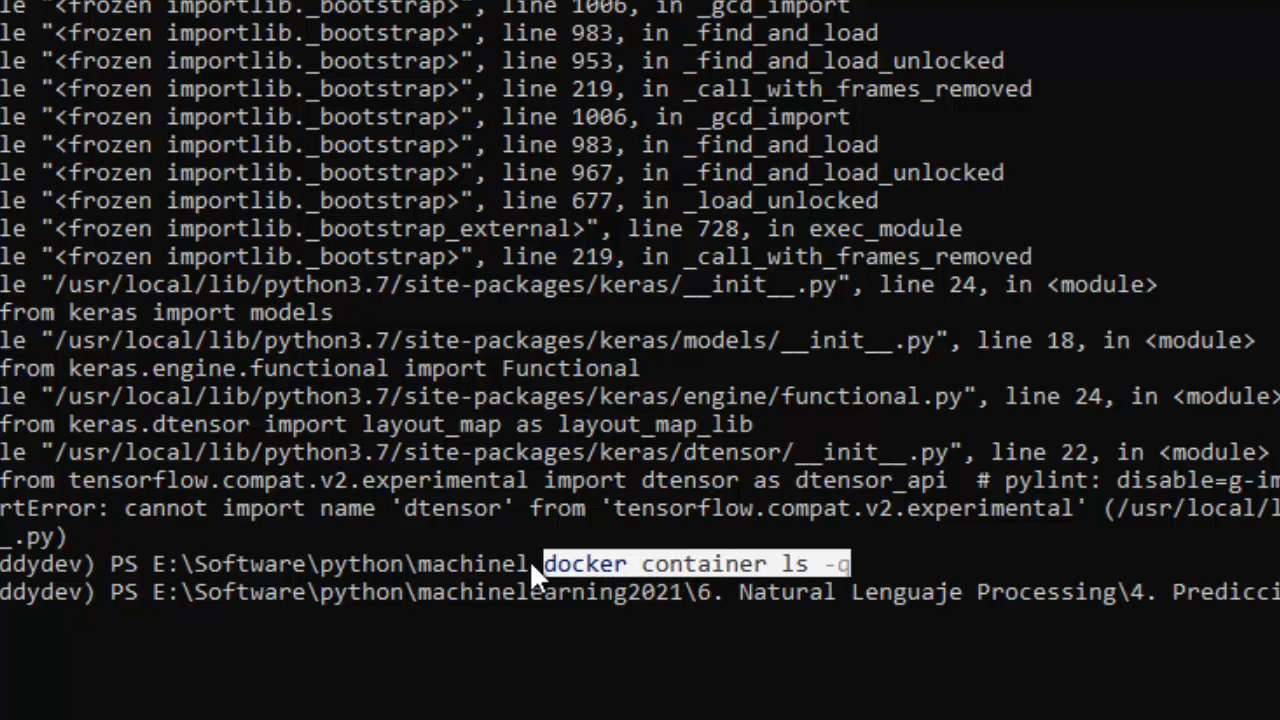 le "<frozen importlib._bootstrap>", line 1006, in _gcd_import
le "<frozen importlib._bootstrap>", line 983, in _find_and_load
le "<frozen importlib._bootstrap>", line 953, in _find_and_load_unlocked
le "<frozen importlib._bootstrap>", line 219, in _call_with_frames_removed
le "<frozen importlib._bootstrap>", line 1006, in _gcd_import
le "<frozen importlib._bootstrap>", line 983, in _find_and_load
le "<frozen importlib._bootstrap>", line 967, in _find_and_load_unlocked
le "<frozen importlib._bootstrap>", line 677, in _load_unlocked
le "<frozen importlib._bootstrap_external>", line 728, in exec_module
le "<frozen importlib._bootstrap>", line 219, in _call_with_frames_removed
le "/usr/local/lib/python3.7/site-packages/keras/__init__.py", line 24, in <module>
from keras import models
le "/usr/local/lib/python3.7/site-packages/keras/models/__init__.py", line 18, in <module>
from keras.engine.functional import Functional
le "/usr/local/lib/python3.7/site-packages/keras/engine/functional.py", line 24, in <module>
from keras.dtensor import layout_map as layout_map_lib
le "/usr/local/lib/python3.7/site-packages/keras/dtensor/__init__.py", line 22, in <module>
from tensorflow.compat.v2.experimental import dtensor as dtensor_api  # pylint: disable=g-im
rtError: cannot import name 'dtensor' from 'tensorflow.compat.v2.experimental' (/usr/local/l
_.py)
ddydev) PS E:\Software\python\machinel docker container ls -q
ddydev) PS E:\Software\python\machinelearning2021\6. Natural Lenguaje Processing\4. Predicci